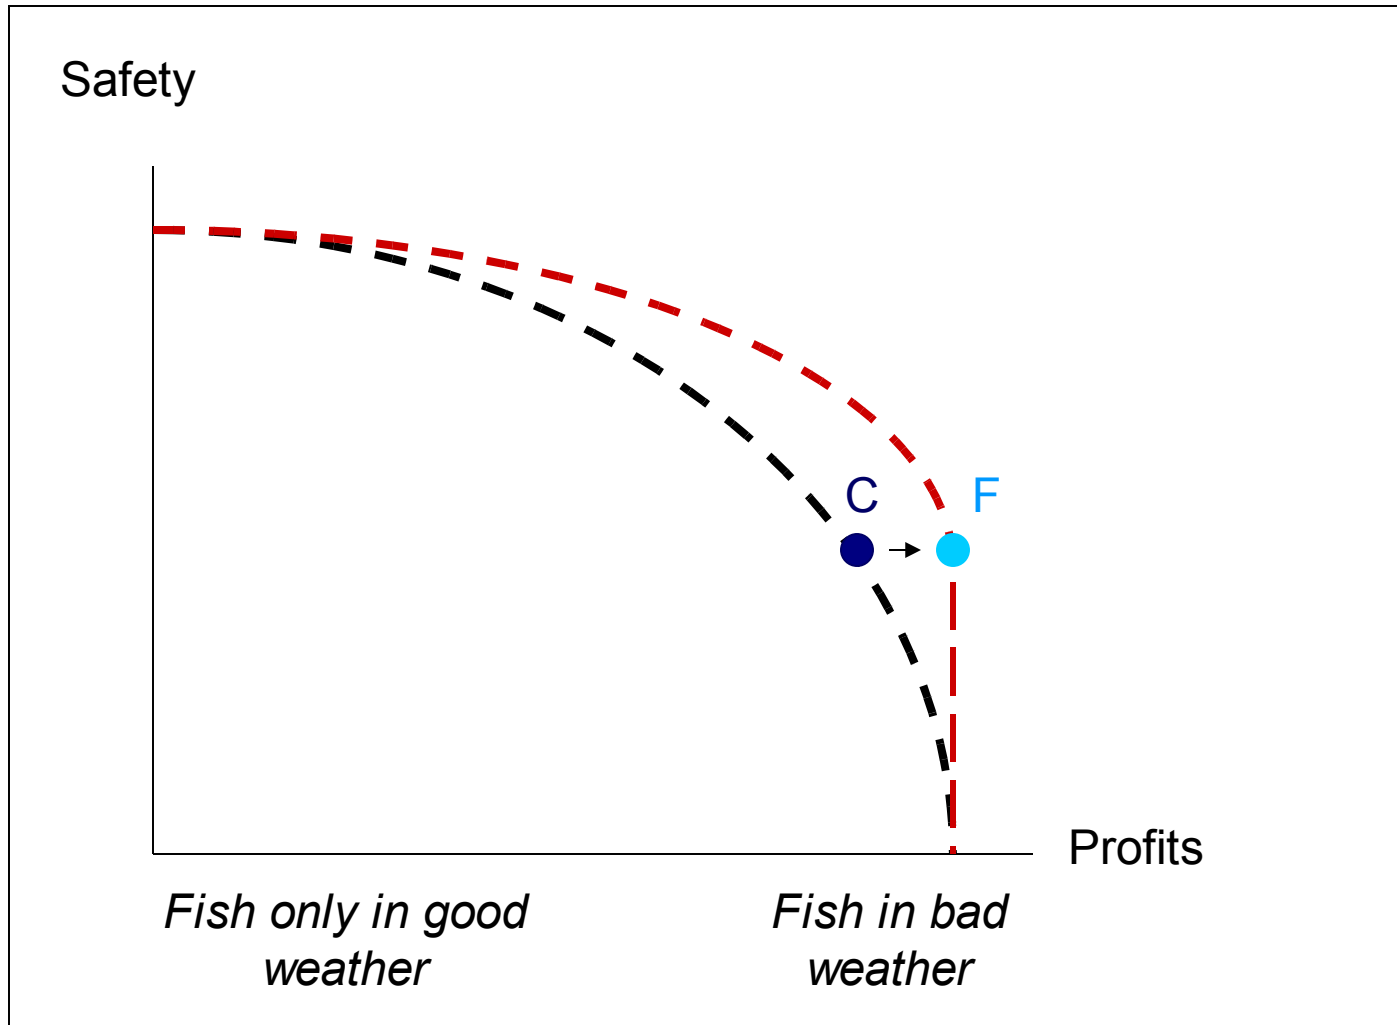 Safety
C
F
Profits
Fish only in good
weather
Fish in bad
weather